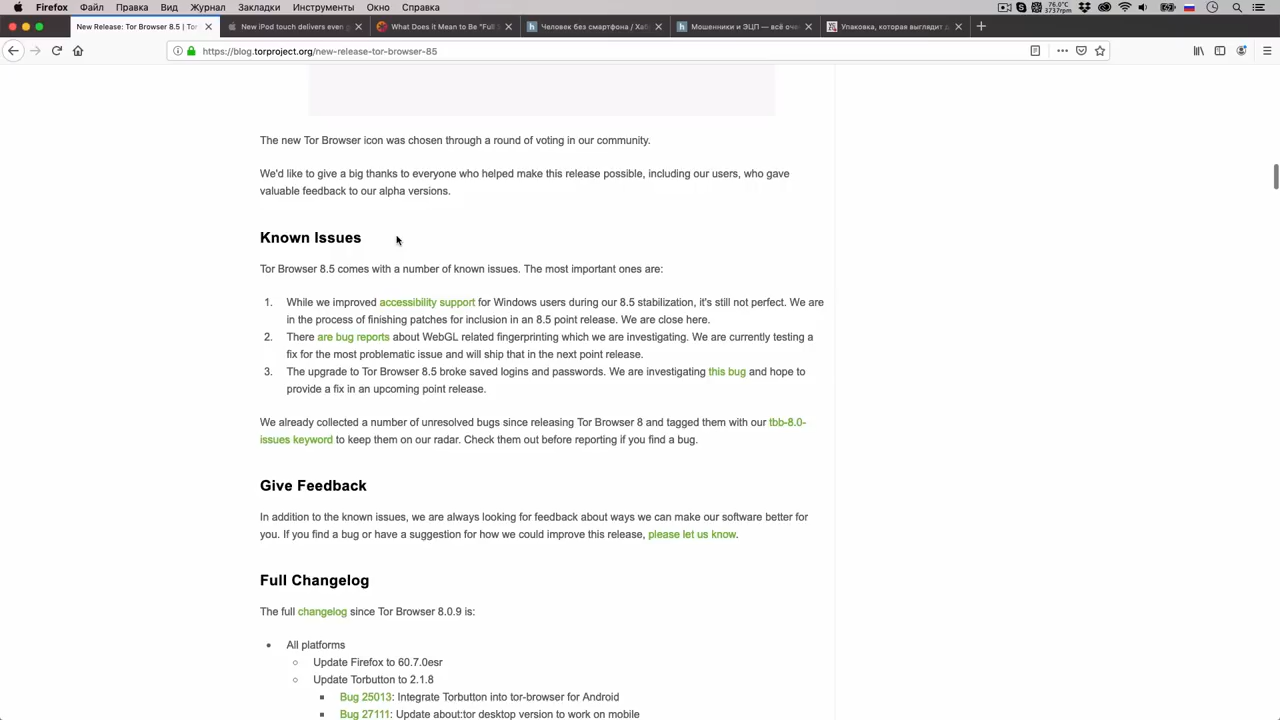 Firefox Файл Правка Вид Журнал Закладки Инструменты Окно Справка
76.0°C
3737rpm
New Release: Tor Browser 8.5 | Tor
New iPod touch delivers even g
What Does it Mean to Be "Full S
Человек без смартфона / Хаб
Мошенники и ЭЦП — всё оче
Упаковка, которая выглядит д
https://blog.torproject.org/new-release-tor-browser-85
The new Tor Browser icon was chosen through a round of voting in our community.
We'd like to give a big thanks to everyone who helped make this release possible, including our users, who gave
valuable feedback to our alpha versions.
Known Issues
Tor Browser 8.5 comes with a number of known issues. The most important ones are:
1. While we improved accessibility support for Windows users during our 8.5 stabilization, it's still not perfect. We are
in the process of finishing patches for inclusion in an 8.5 point release. We are close here.
2. There are bug reports about WebGL related fingerprinting which we are investigating. We are currently testing a
fix for the most problematic issue and will ship that in the next point release.
3. The upgrade to Tor Browser 8.5 broke saved logins and passwords. We are investigating this bug and hope to
provide a fix in an upcoming point release.
We already collected a number of unresolved bugs since releasing Tor Browser 8 and tagged them with our tbb-8.0-
issues keyword to keep them on our radar. Check them out before reporting if you find a bug.
Give Feedback
In addition to the known issues, we are always looking for feedback about ways we can make our software better for
you. If you find a bug or have a suggestion for how we could improve this release, please let us know.
Full Changelog
The full changelog since Tor Browser 8.0.9 is:
All platforms
Update Firefox to 60.7.0esr
Update Torbutton to 2.1.8
Bug 25013: Integrate Torbutton into tor-browser for Android
Bug 27111: Update about:tor desktop version to work on mobile